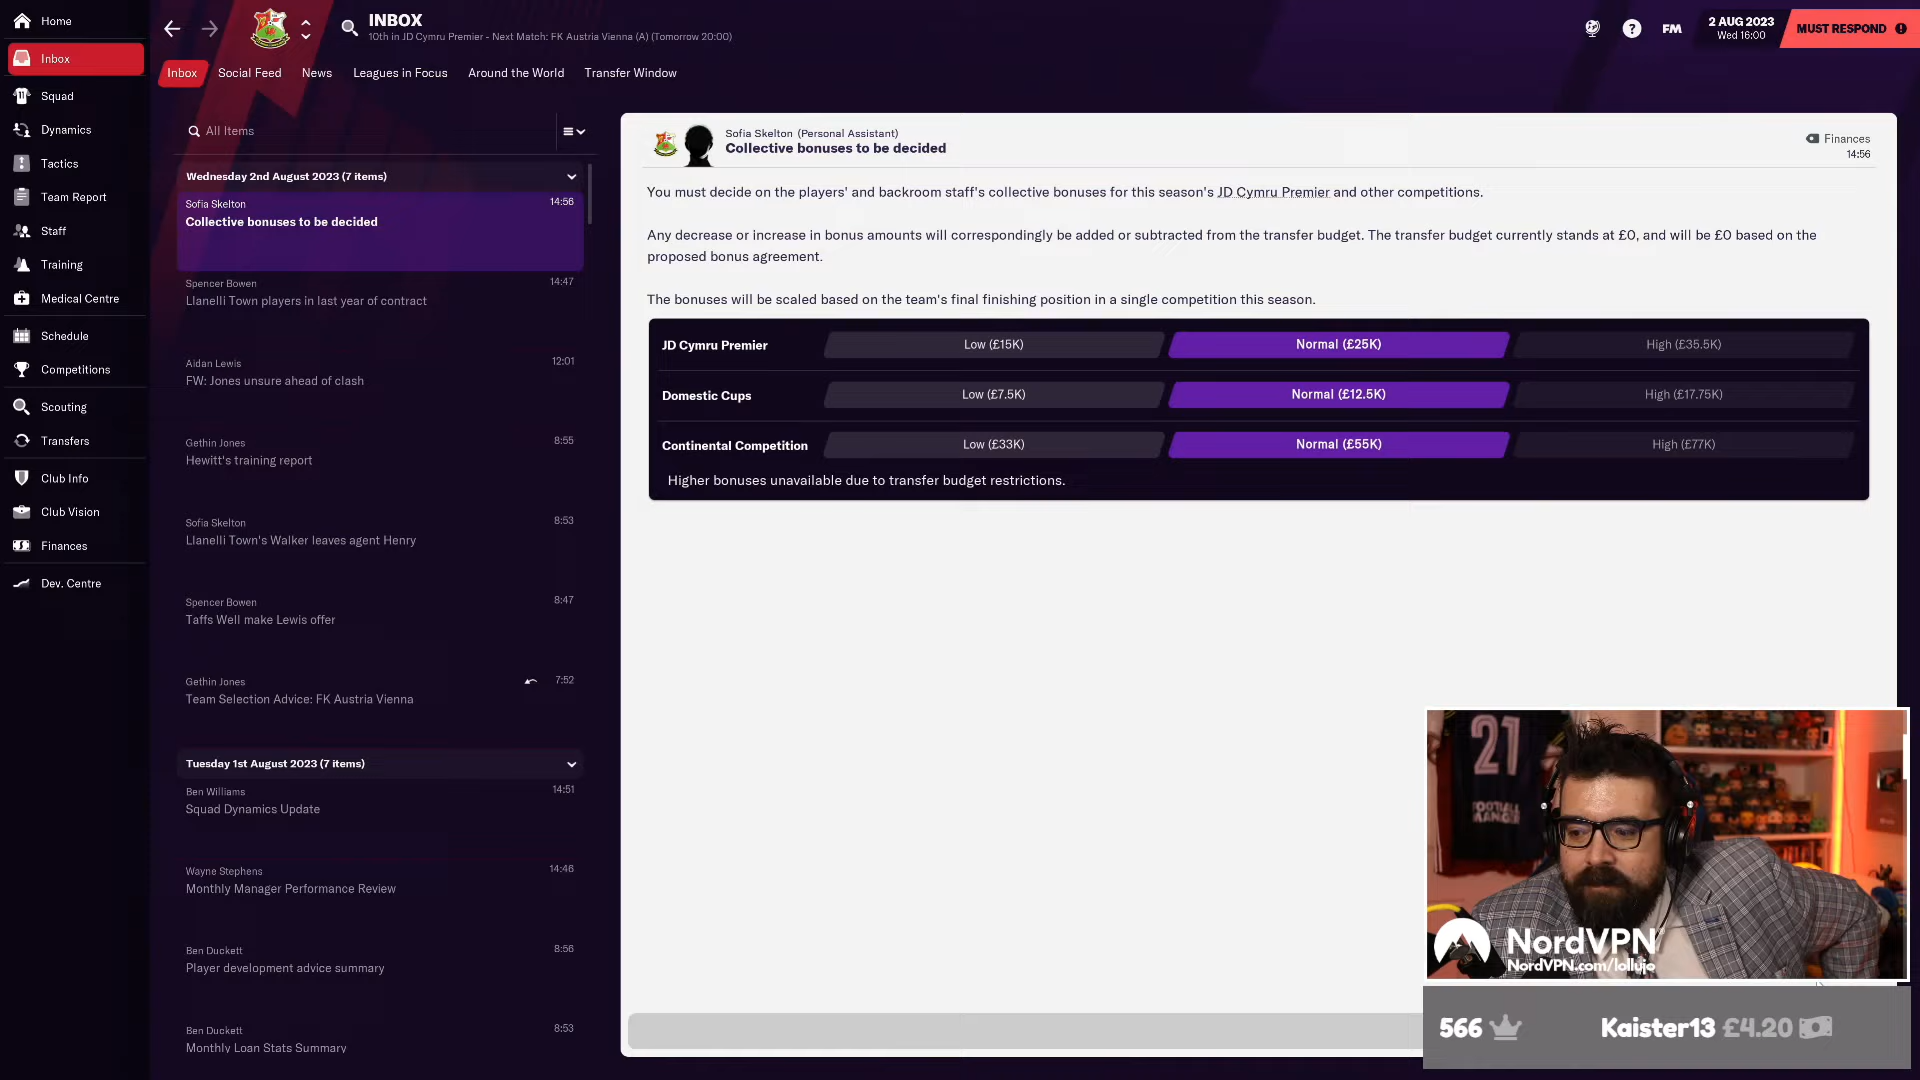 Home
Inbox
Squad
Dynamics
Tactics
Team Report
Staff
Training
Medical Centre
Schedule
Competitions
Scouting
Transfers
Club Info
Club Vision
Finances
Dev. Centre
INBOX
10th in JD Cymru Premier - Next Match: FK Austria Vienna (A) (Tomorrow 20:00)
FM
2 AUG 2023
Wed 16:00
MUST RESPOND
Inbox Social Feed News Leagues in Focus Around the World Transfer Window
All Items
Wednesday 2nd August 2023 (7 items)
Sofia Skelton 14:56
Collective bonuses to be decided
Spencer Bowen 14:47
Llanelli Town players in last year of contract
Aidan Lewis 12:01
FW: Jones unsure ahead of clash
Gethin Jones 8:55
Hewitt's training report
Sofia Skelton 8:53
Llanelli Town's Walker leaves agent Henry
Spencer Bowen 8:47
Taffs Well make Lewis offer
Gethin Jones 7:52
Team Selection Advice: FK Austria Vienna
Tuesday 1st August 2023 (7 items)
Ben Williams 14:51
Squad Dynamics Update
Wayne Stephens 14:46
Monthly Manager Performance Review
Ben Duckett 8:56
Player development advice summary
Ben Duckett 8:53
Monthly Loan Stats Summary
Sofia Skelton (Personal Assistant)
Collective bonuses to be decided
Finances
14:56
You must decide on the players' and backroom staff's collective bonuses for this season's JD Cymru Premier and other competitions.
Any decrease or increase in bonus amounts will correspondingly be added or subtracted from the transfer budget. The transfer budget currently stands at £0, and will be £0 based on the
proposed bonus agreement.
The bonuses will be scaled based on the team's final finishing position in a single competition this season.
JD Cymru Premier Low (£15K) Normal (£25K) High (£35.5K)
Domestic Cups Low (£7.5K) Normal (£12.5K) High (£17.75K)
Continental Competition Low (£33K) Normal (£55K) High (£77K)
Higher bonuses unavailable due to transfer budget restrictions.
21
FOOTBALL
MANGER
NordVPN
NordVPN.com/lollujo
566 Kaister13 £4.20